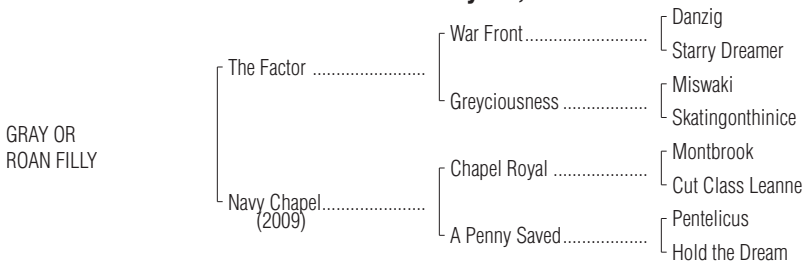 Danzig
War Front..........................
Starry Dreamer
The Factor ........................
Miswaki
Greyciousness ..................
Skatingonthinice
GRAY OR
ROAN FILLY
Montbrook
Chapel Royal ....................
Cut Class Leanne
Navy Chapel......................
(2009)
Pentelicus
A Penny Saved..................
Hold the Dream